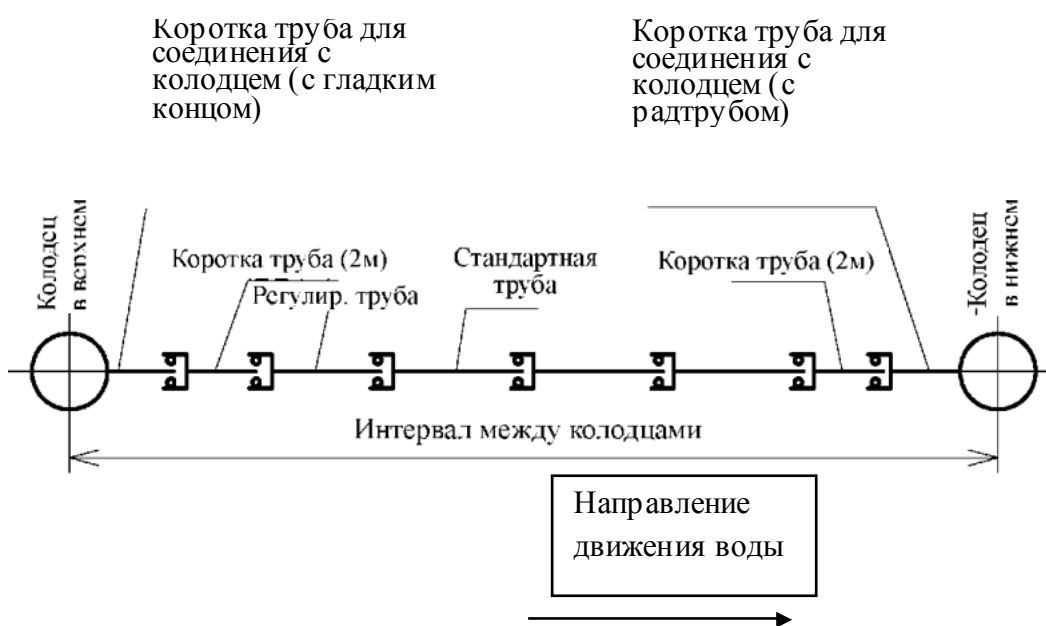 Коротка труба для
соединения с
колодцем (с гладким
концом)
Коротка труба для
соединения с
колодцем (с
радтрубом)
Колодец
в верхнем
Коротка труба (2м)
Регулир. труба
Стандартная
труба
Коротка труба (2м)
-Колодец
в нижнем
Интервал между колодцами
Направление
движения воды